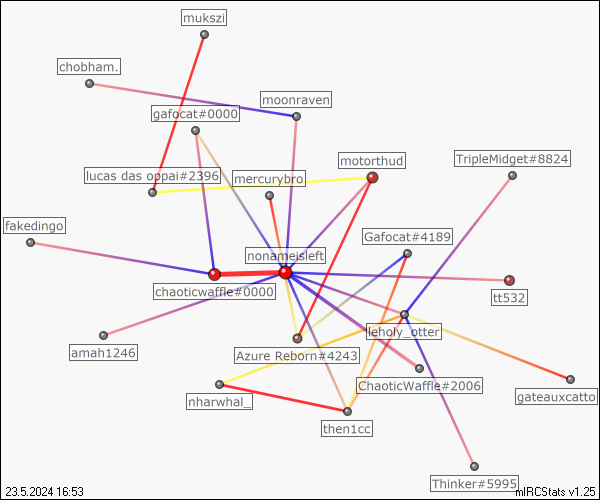 mukszi
chobham.
moonraven
gafocat#0000
motorthud
TripleMidget#8824
lucas das oppai#2396
mercurybro
fakedingo
Gafocat#4189
nonameisleft
chaoticwaffle#0000
tt532
leholy_otter
amah1246
Azure Reborn#4243
ChaoticWaffle#2006
gateauxcatto
nharwhal_
then1cc
Thinker#5995
23.5.2024 16:53
mIRCStats v1.25